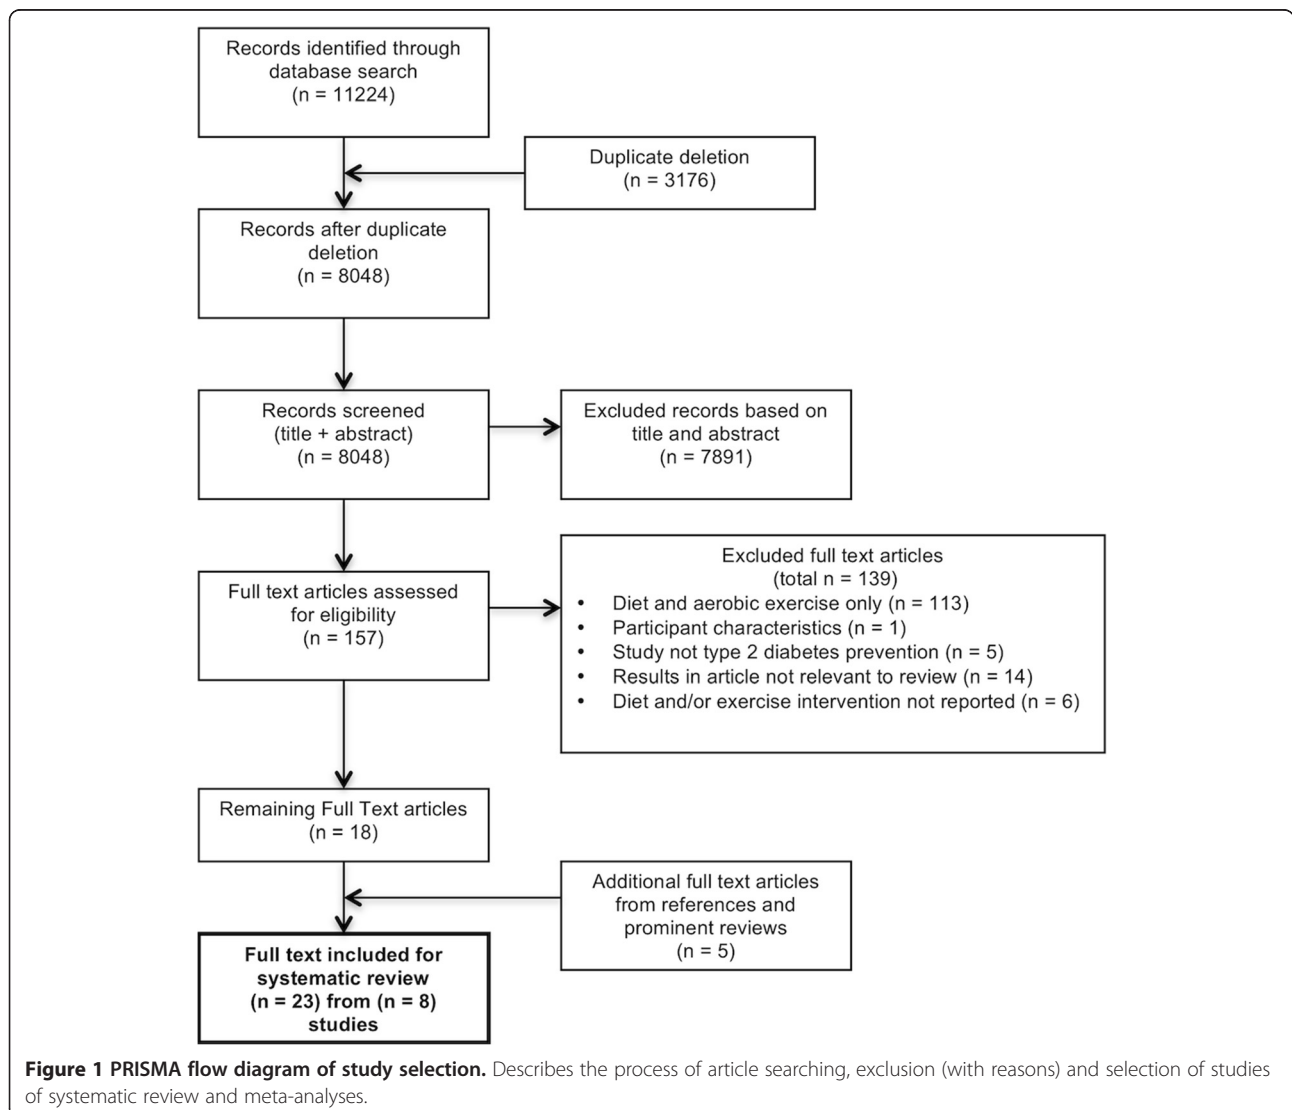 Records identified through
database search
(n = 11224)
Duplicate deletion
(n = 3176)
Records after duplicate
deletion
(n = 8048)
Records screened
(title + abstract)
(n = 8048)
Excluded records based on
title and abstract
(n = 7891)
Full text articles assessed
for eligibility
(n = 157)
Excluded full text articles
(total n = 139)
• Diet and aerobic exercise only (n = 113)
• Participant characteristics (n = 1)
• Study not type 2 diabetes prevention (n = 5)
• Results in article not relevant to review (n = 14)
• Diet and/or exercise intervention not reported (n = 6)
Remaining Full Text articles
(n = 18)
Additional full text articles
from references and
prominent reviews
(n = 5)
Full text included for
systematic review
(n = 23) from (n = 8)
studies
Figure 1 PRISMA flow diagram of study selection. Describes the process of article searching, exclusion (with reasons) and selection of studies
of systematic review and meta-analyses.